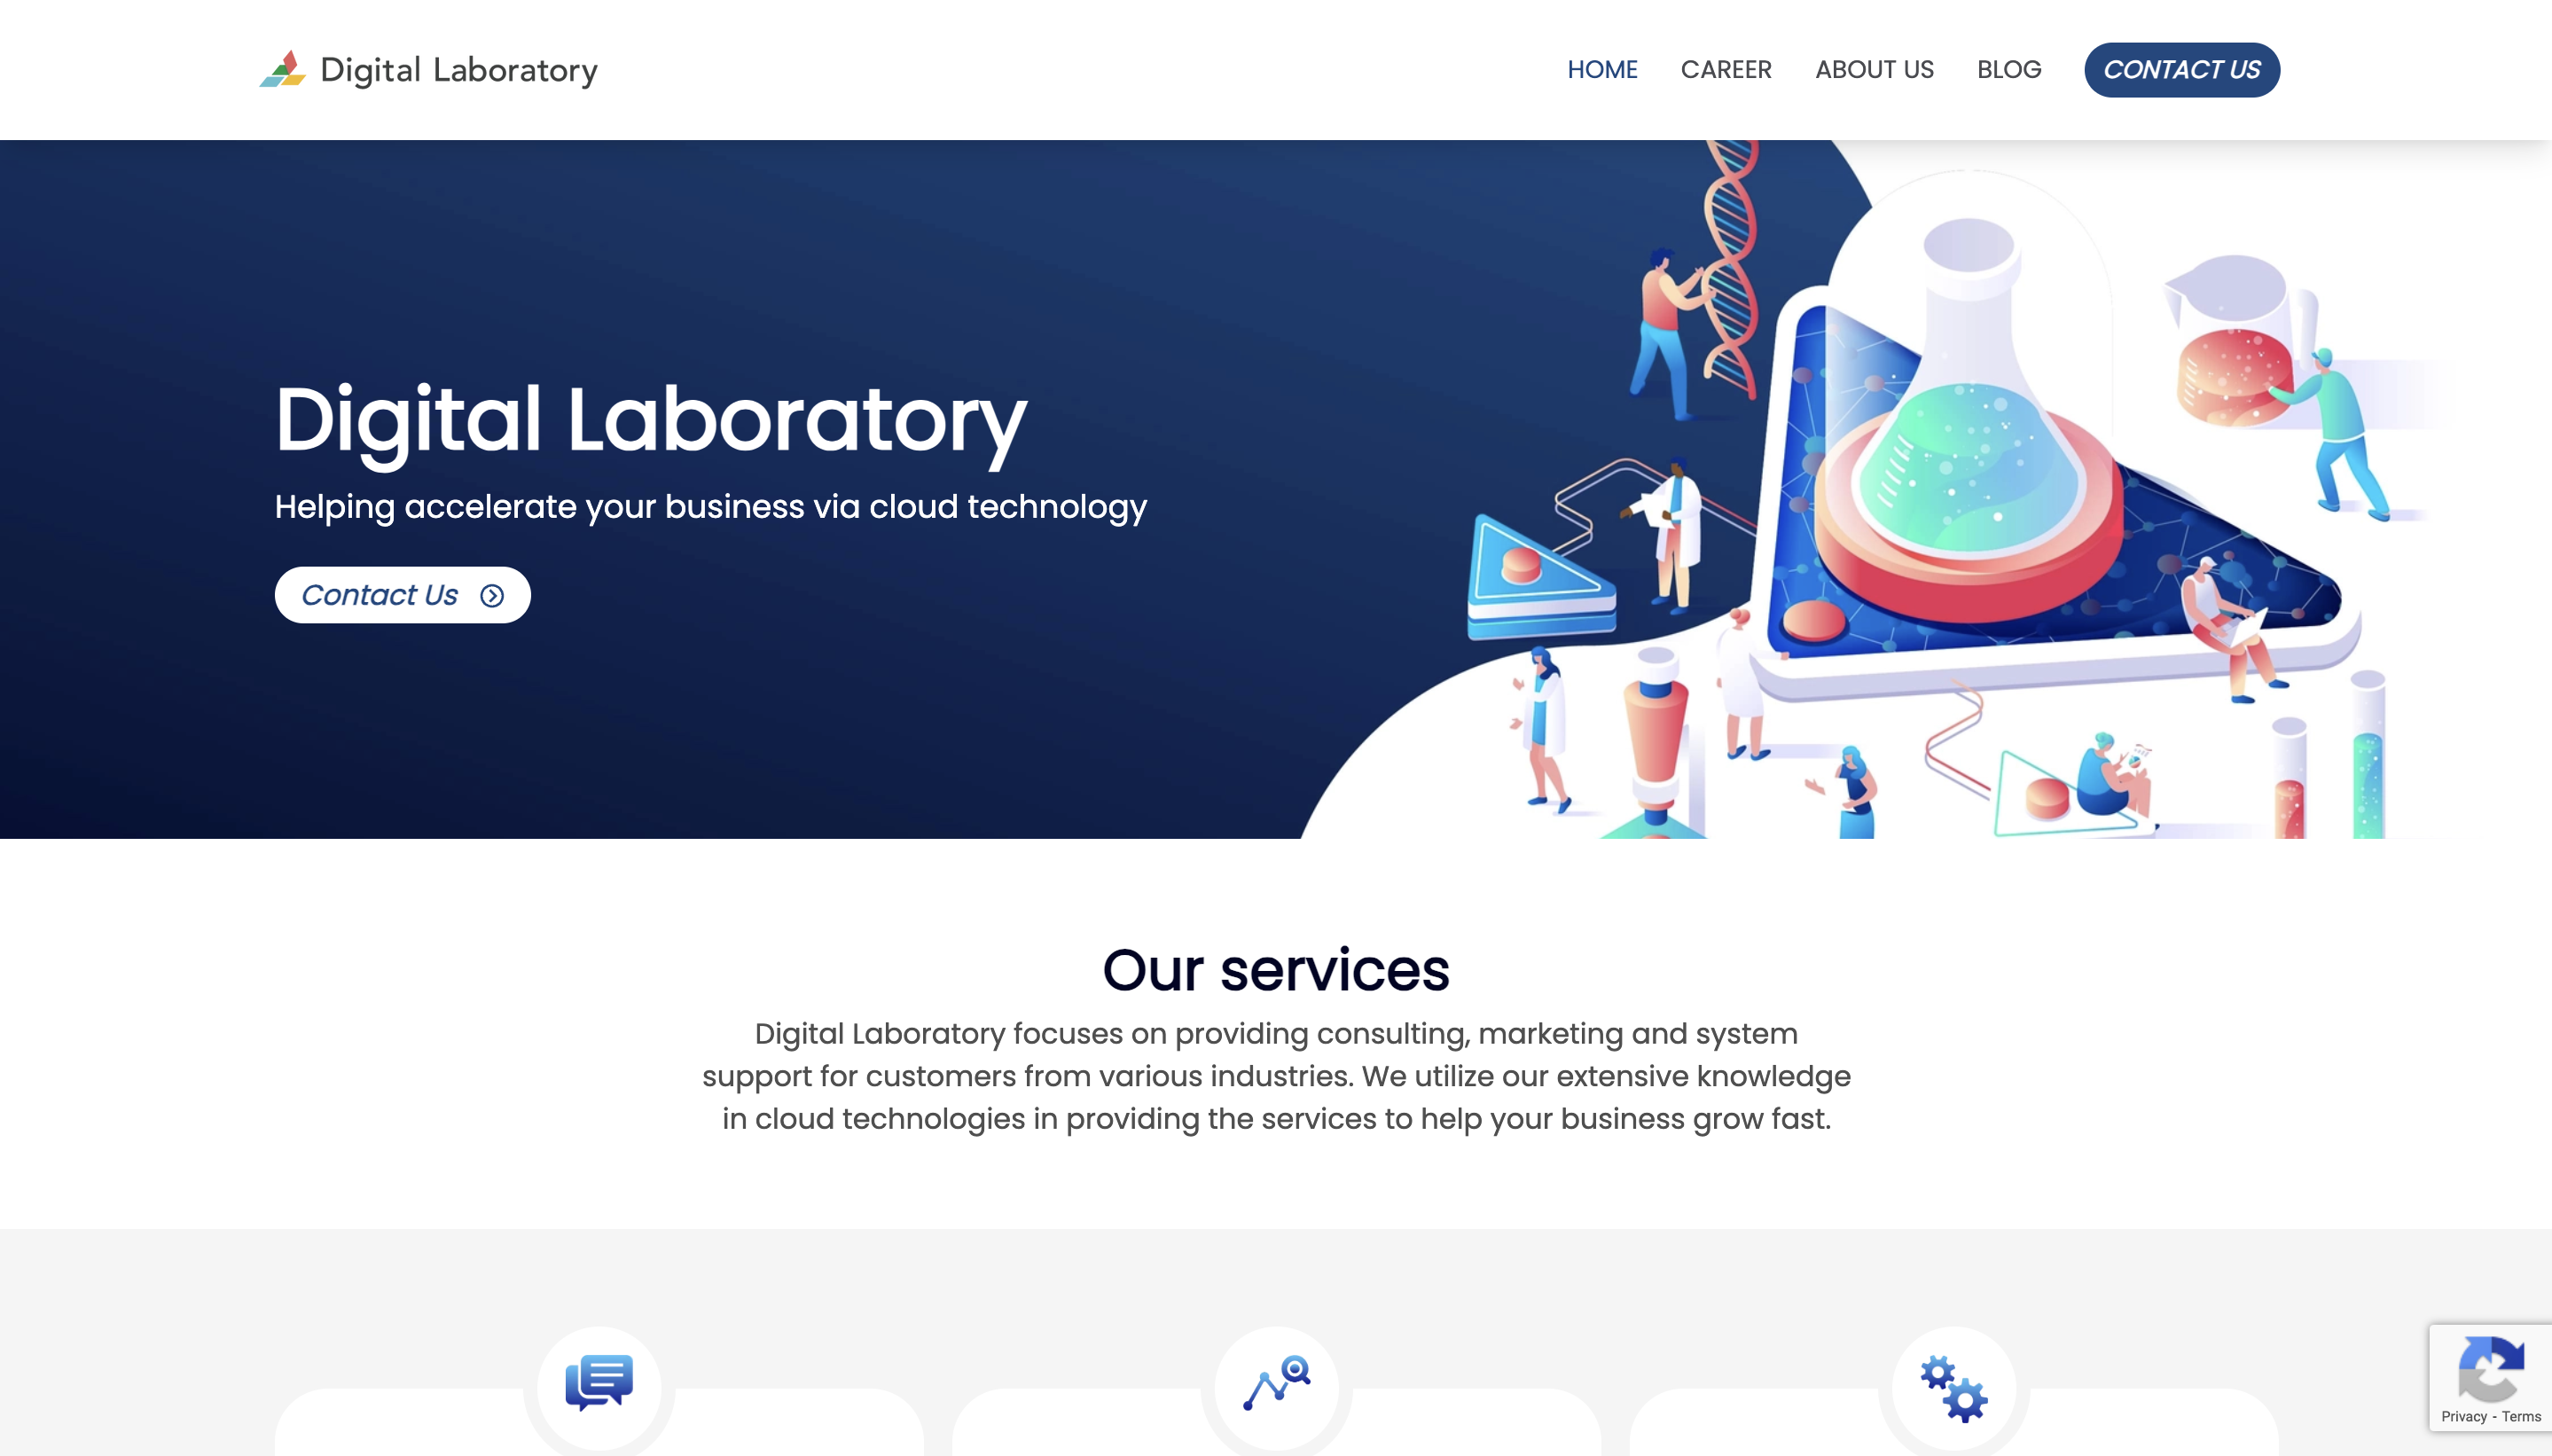 Digital Laboratory
HOME CAREER ABOUT US BLOG CONTACT US
Digital Laboratory
Helping accelerate your business via cloud technology
Contact Us
Our services
Digital Laboratory focuses on providing consulting, marketing and system
support for customers from various industries. We utilize our extensive knowledge
in cloud technologies in providing the services to help your business grow fast.
Privacy - Terms